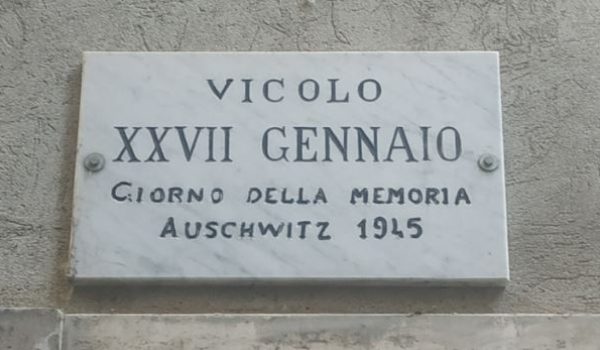 VICOLO
XXVII GENNAIO
GIORNO DELLA MEMORIA
AUSCHWITZ 1945